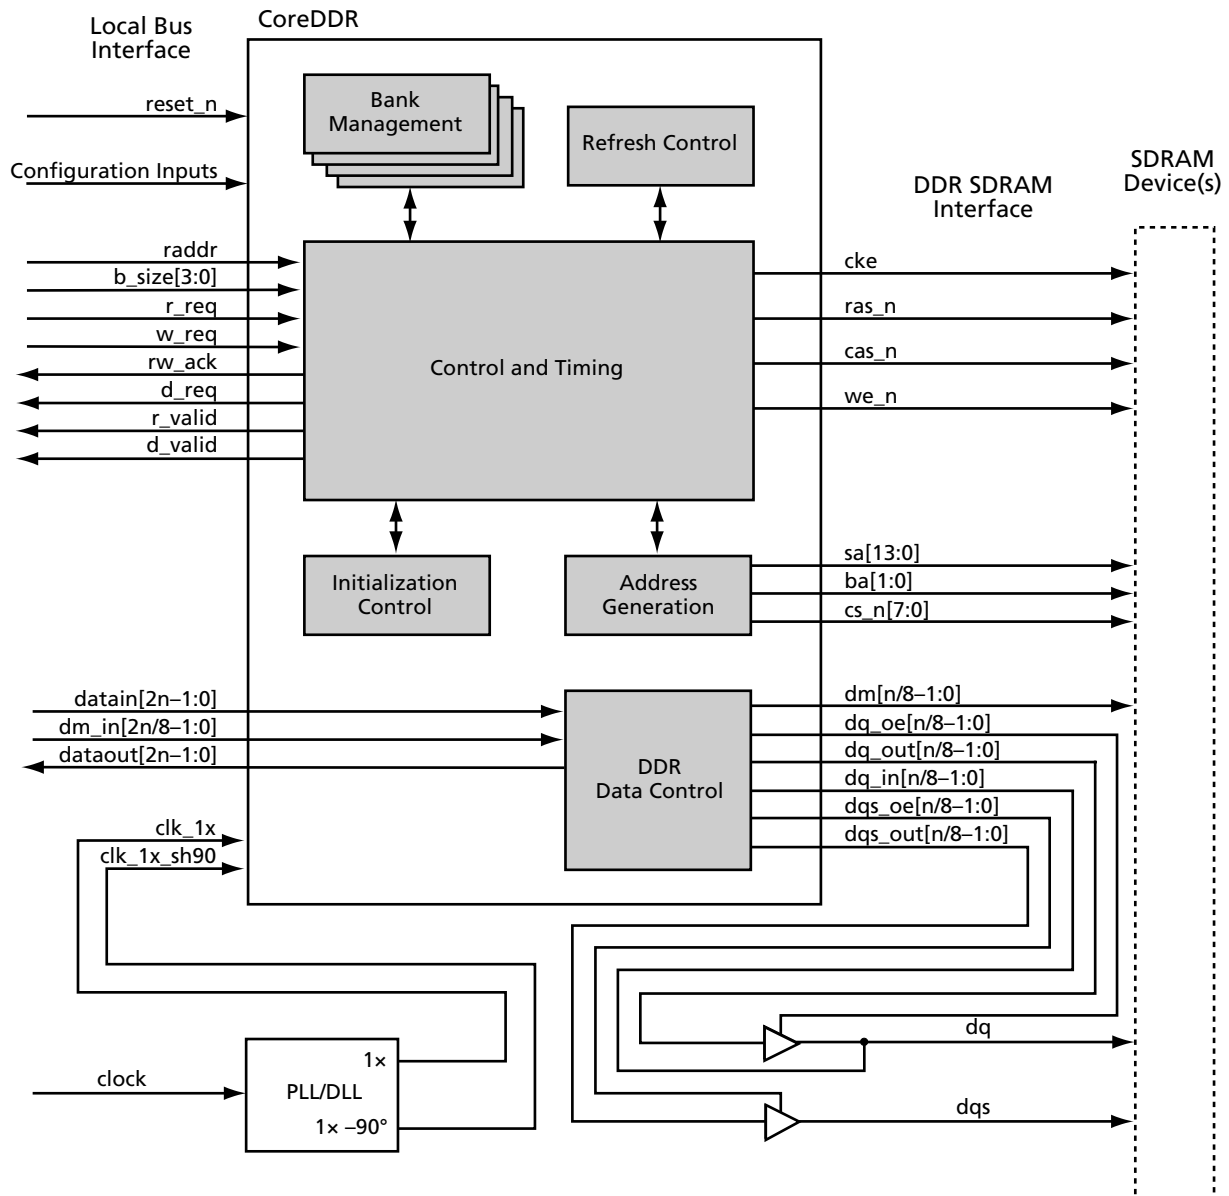 Local Bus
Interface
CoreDDR
reset_n
Configuration Inputs
Bank
Management
Refresh Control
DDR SDRAM
Interface
SDRAM
Device(s)
raddr
b_size[3:0]
r_req
w_req
rw_ack
d_req
r_valid
d_valid
Control and Timing
cke
ras_n
cas_n
we_n
Initialization
Control
Address
Generation
sa[13:0]
ba[1:0]
cs_n[7:0]
datain[2n–1:0]
dm_in[2n/8–1:0]
dataout[2n–1:0]
DDR
Data Control
dm[n/8–1:0]
dq_oe[n/8–1:0]
dq_out[n/8–1:0]
dq_in[n/8–1:0]
dqs_oe[n/8–1:0]
dqs_out[n/8–1:0]
clk_1x
clk_1x_sh90
clock
1×
PLL/DLL
1× –90°
dq
dqs